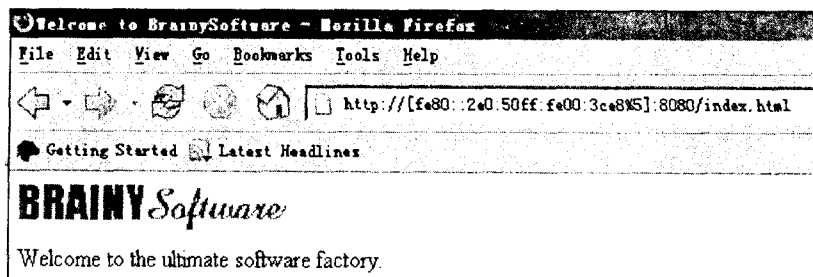 Welcome to BrainySoftware - Mozilla Firefox
File Edit View Go Bookmarks Tools Help
http://[fe80::2e0:50ff:fe00:3ce8%5]:8080/index.html
Getting Started Latest Headlines
BRAINY Software
Welcome to the ultimate software factory.